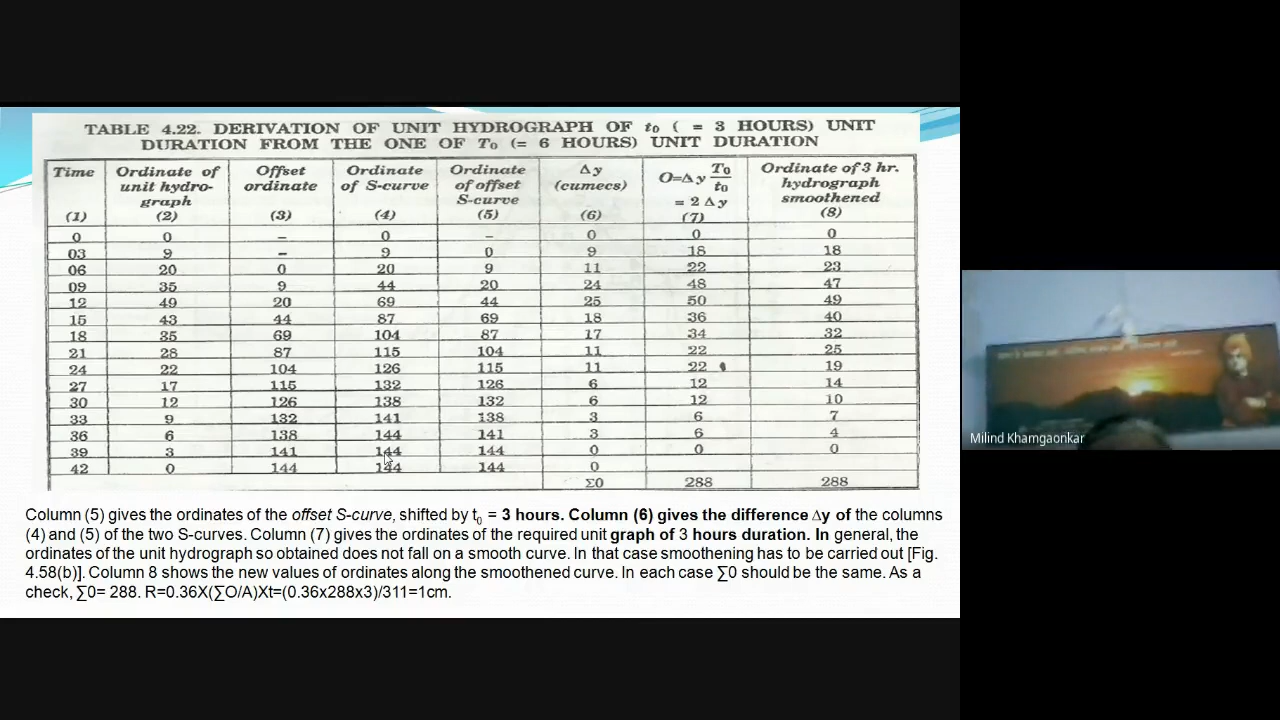 TABLE 4.22. DERIVATION OF UNIT HYDROGRAPH OF t₀ ( = 3 HOURS) UNIT
DURATION FROM THE ONE OF T₀ (= 6 HOURS) UNIT DURATION
Time (1) | Ordinate of unit hydro-graph (2) | Offset ordinate (3) | Ordinate of S-curve (4) | Ordinate of offset S-curve (5) | Δy (cumecs) (6) | O=Δy T₀/t₀ = 2 Δy (7) | Ordinate of 3 hr. hydrograph smoothened (8)
0 | 0 | – | 0 | – | 0 | 0 | 0
03 | 9 | – | 9 | 0 | 9 | 18 | 18
06 | 20 | 0 | 20 | 9 | 11 | 22 | 23
09 | 35 | 9 | 44 | 20 | 24 | 48 | 47
12 | 49 | 20 | 69 | 44 | 25 | 50 | 49
15 | 43 | 44 | 87 | 69 | 18 | 36 | 40
18 | 35 | 69 | 104 | 87 | 17 | 34 | 32
21 | 28 | 87 | 115 | 104 | 11 | 22 | 25
24 | 22 | 104 | 126 | 115 | 11 | 22 | 19
27 | 17 | 115 | 132 | 126 | 6 | 12 | 14
30 | 12 | 126 | 138 | 132 | 6 | 12 | 10
33 | 9 | 132 | 141 | 138 | 3 | 6 | 7
36 | 6 | 138 | 144 | 141 | 3 | 6 | 4
39 | 3 | 141 | 144 | 144 | 0 | 0 | 0
42 | 0 | 144 | 144 | 144 | 0
Σ0 | 288 | 288
Column (5) gives the ordinates of the offset S-curve, shifted by t₀ = 3 hours. Column (6) gives the difference Δy of the columns
(4) and (5) of the two S-curves. Column (7) gives the ordinates of the required unit graph of 3 hours duration. In general, the
ordinates of the unit hydrograph so obtained does not fall on a smooth curve. In that case smoothening has to be carried out [Fig.
4.58(b)]. Column 8 shows the new values of ordinates along the smoothened curve. In each case ∑0 should be the same. As a
check, ∑0= 288. R=0.36X(∑O/A)Xt=(0.36x288x3)/311=1cm.
Milind Khamgaonkar